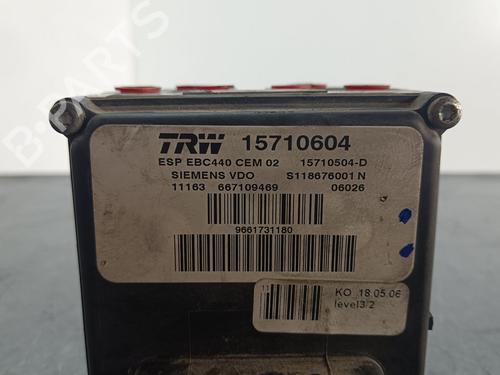 B-PARTS
TRW 15710604
ESP EBC440 CEM 02 15710504-D
SIEMENS VDO S118676001 N
11163 667109469 06026
9661731180
KO 18.05.06
level3.2